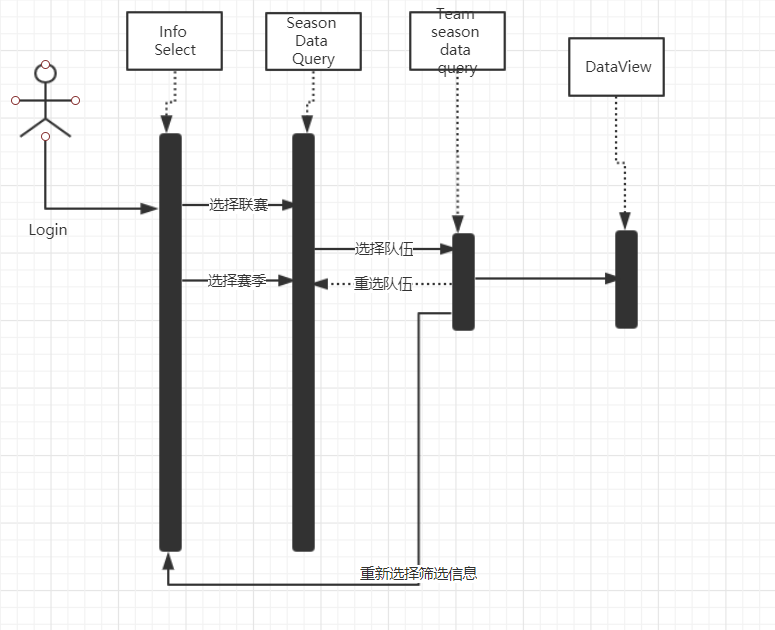 Info
Select
Season
Data
Query
Team
season
data
query
DataView
Login
选择联赛
选择队伍
选择赛季
重选队伍
重新选择筛选信息